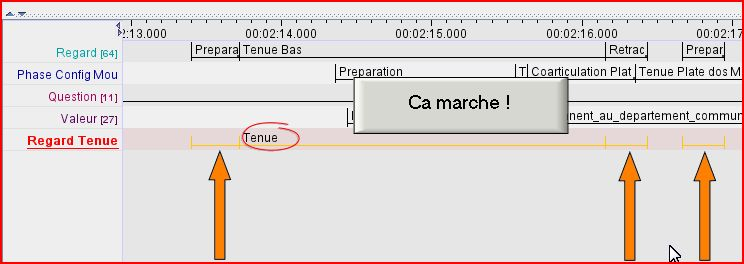 2:13.000 00:02:14.000 00:02:15.000 00:02:16.000 00:02:17
Regard [64] Prepara Tenue Bas Retrac Prepar
Phase Config Mou Preparation T Coarticulation Plat Tenue Plate dos M
Question [11]
Ca marche !
Valeur [27] nent_au_departement_commun
Regard Tenue Tenue